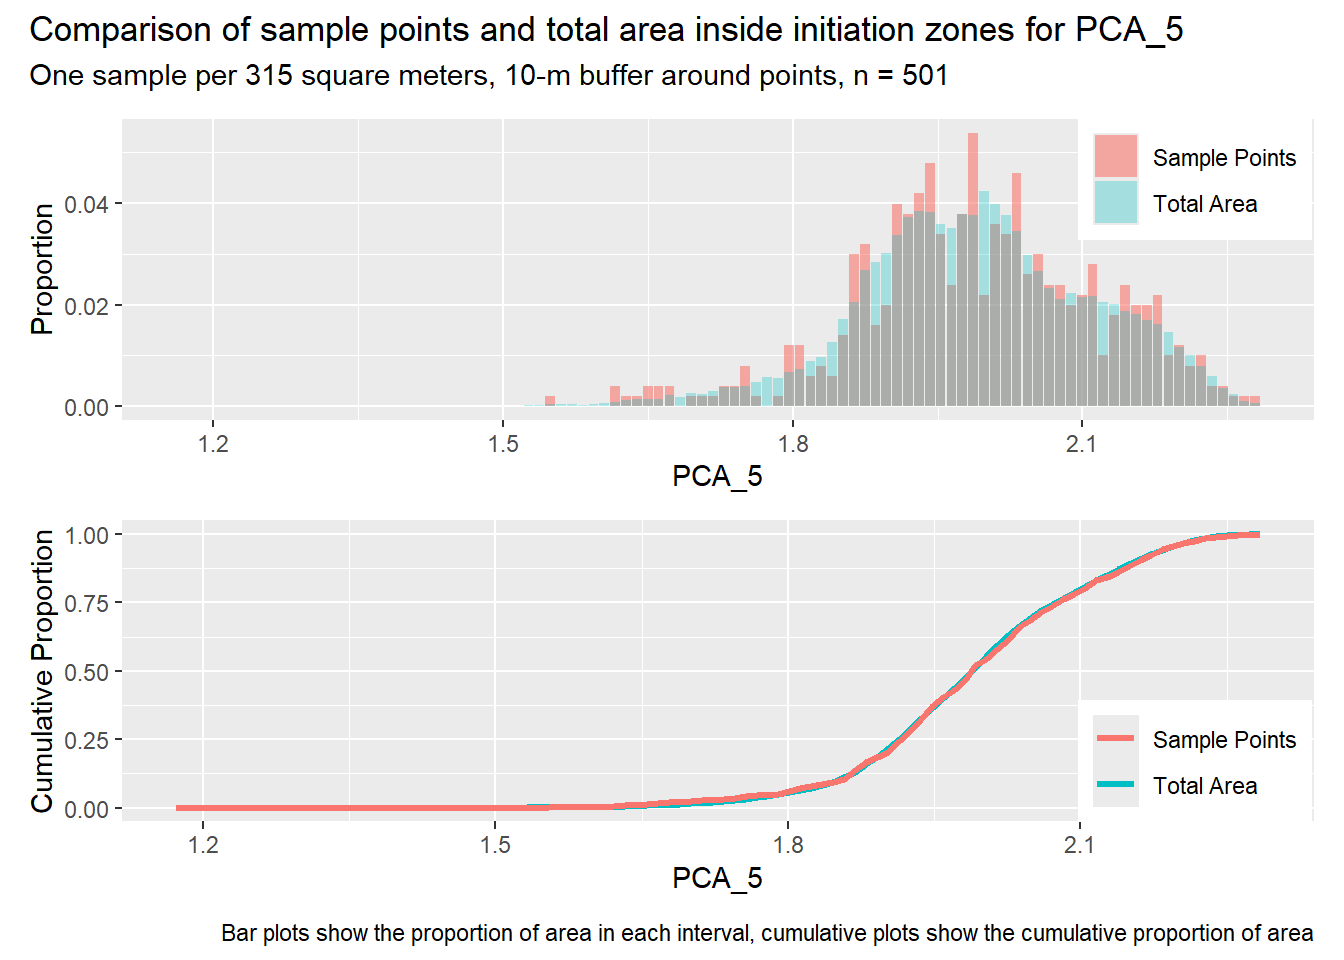 Comparison of sample points and total area inside initiation zones for PCA_5
One sample per 315 square meters, 10-m buffer around points, n = 501
Proportion
0.04
0.02
0.00
Sample Points
Total Area
1.2 1.5 1.8 2.1
PCA_5
Cumulative Proportion
1.00
0.75
0.50
0.25
0.00
Sample Points
Total Area
1.2 1.5 1.8 2.1
PCA_5
Bar plots show the proportion of area in each interval, cumulative plots show the cumulative proportion of area